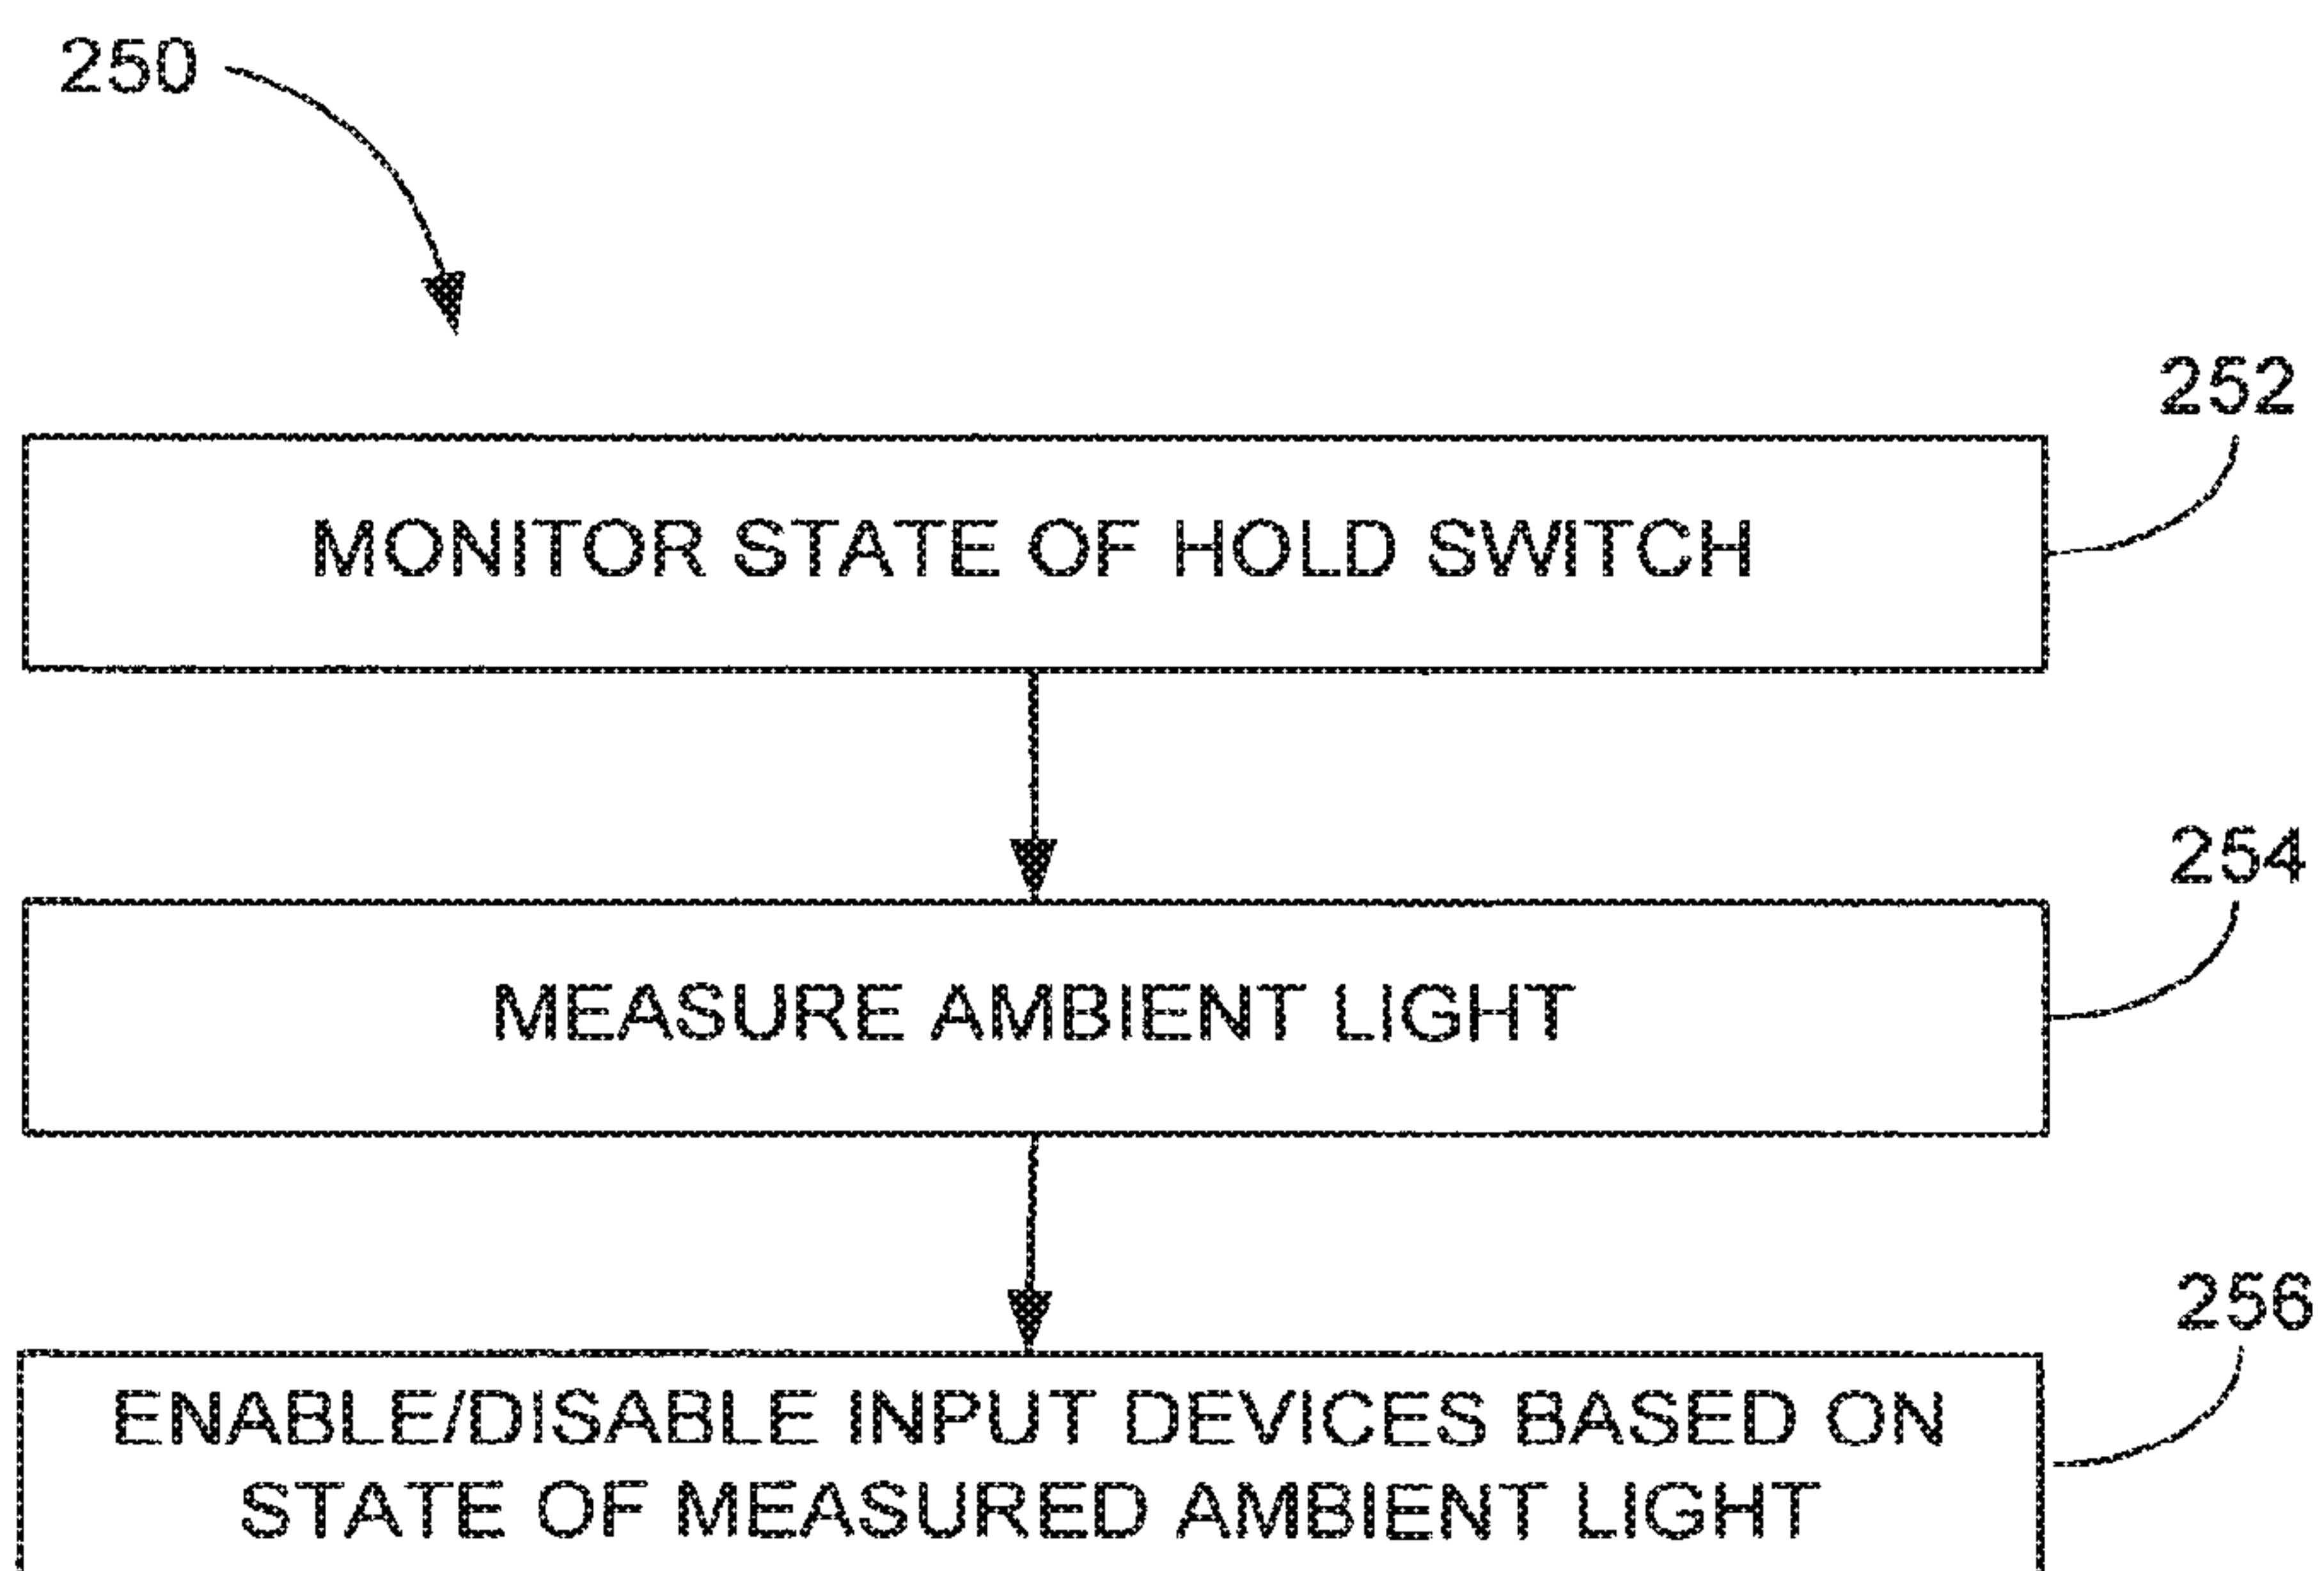 250
252
MONITOR STATE OF HOLD SWITCH
254
MEASURE AMBIENT LIGHT
256
ENABLE/DISABLE INPUT DEVICES BASED ON
STATE OF MEASURED AMBIENT LIGHT